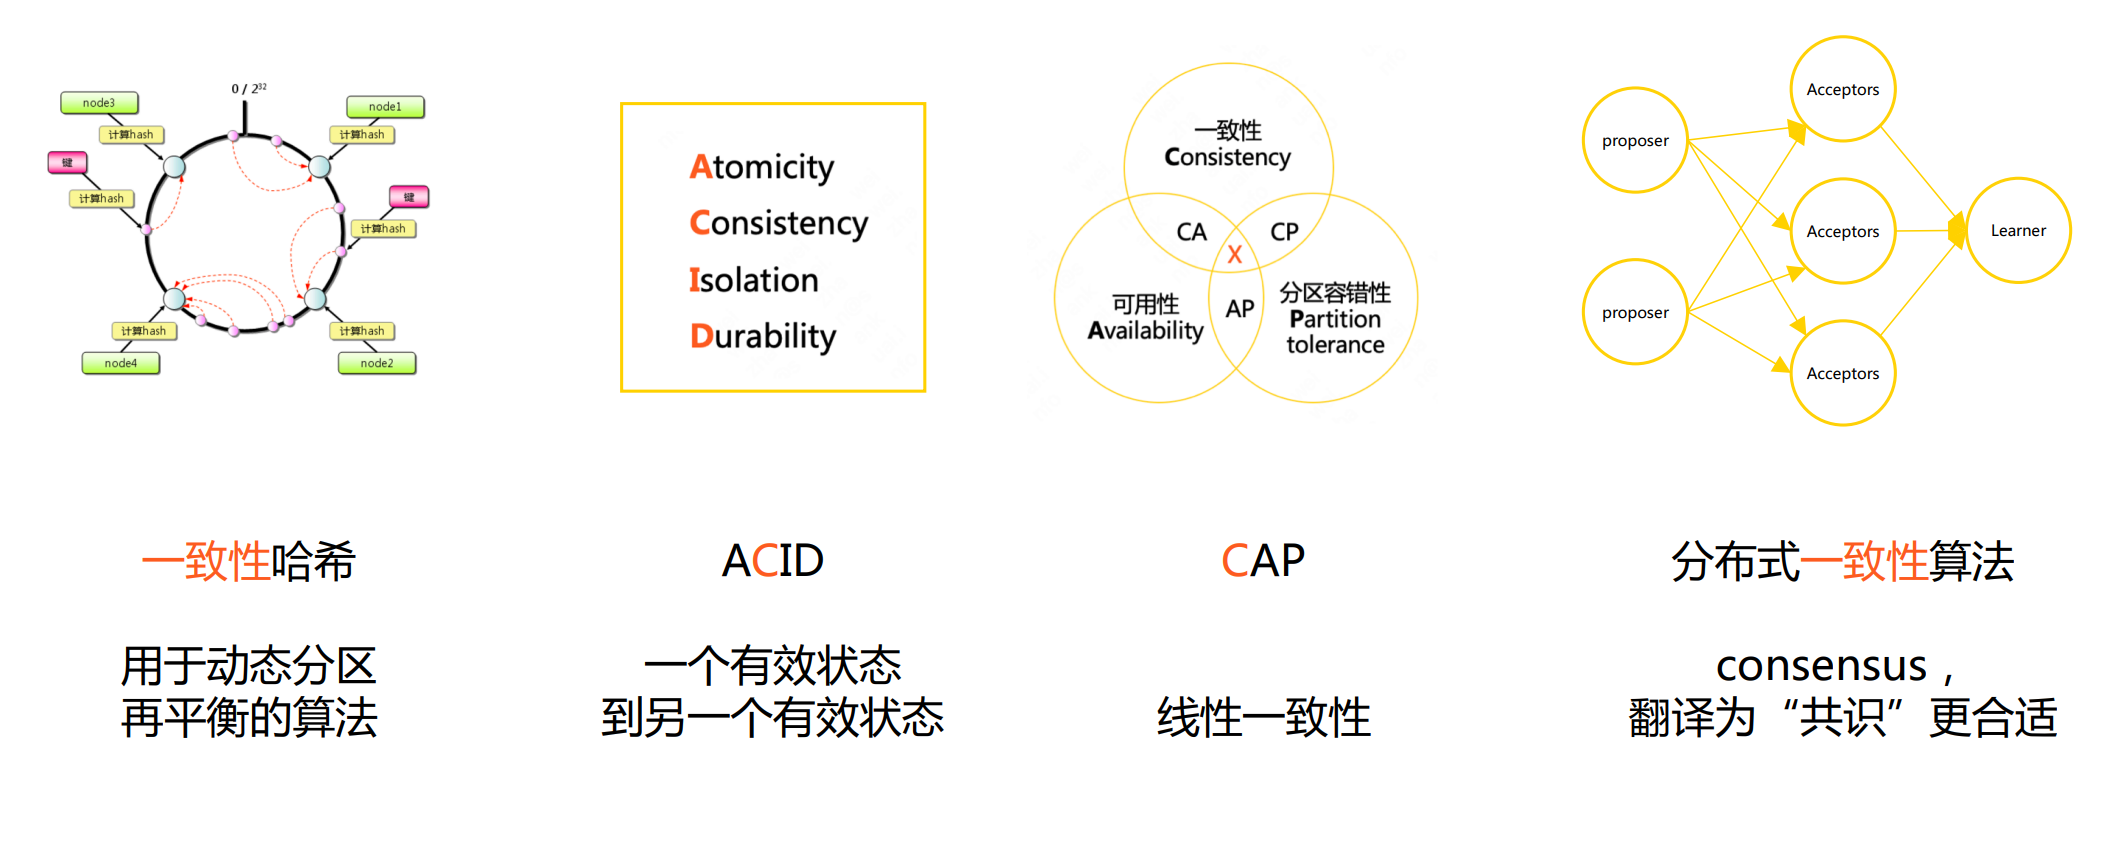 0 / 2³²
node3
node1
计算hash
计算hash
键
键
计算hash
计算hash
计算hash
计算hash
node4
node2
Atomicity
Consistency
Isolation
Durability
一致性
Consistency
CA
CP
X
可用性
Availability
AP
分区容错性
Partition
tolerance
proposer
proposer
Acceptors
Acceptors
Acceptors
Learner
一致性哈希
用于动态分区
再平衡的算法
ACID
一个有效状态
到另一个有效状态
CAP
线性一致性
分布式一致性算法
consensus，
翻译为“共识”更合适